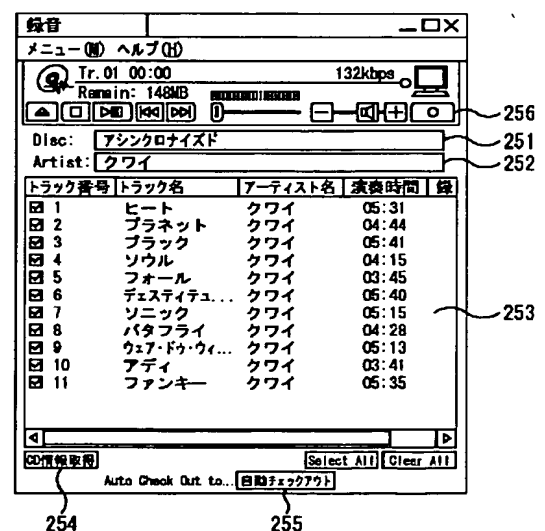 録音
メニュー(M) ヘルプ(H)
Tr.01 00:00 132kbps
Remain: 148MB
256
Disc: アシンクロナイズド 251
Artist: クワイ 252
トラック番号 トラック名 アーティスト名 演奏時間 録
1 ヒート クワイ 05:31
2 プラネット クワイ 04:44
3 ブラック クワイ 05:41
4 ソウル クワイ 04:15
5 フォール クワイ 03:45
6 デェスティテュ... クワイ 05:40
7 ソニック クワイ 05:15
8 バタフライ クワイ 04:28
9 ウェア・ドゥ・ウィ... クワイ 05:13
10 アディ クワイ 03:41
11 ファンキー クワイ 05:35
253
CD情報取得 Select All Clear All
Auto Check Out to... 自動チェックアウト
254 255